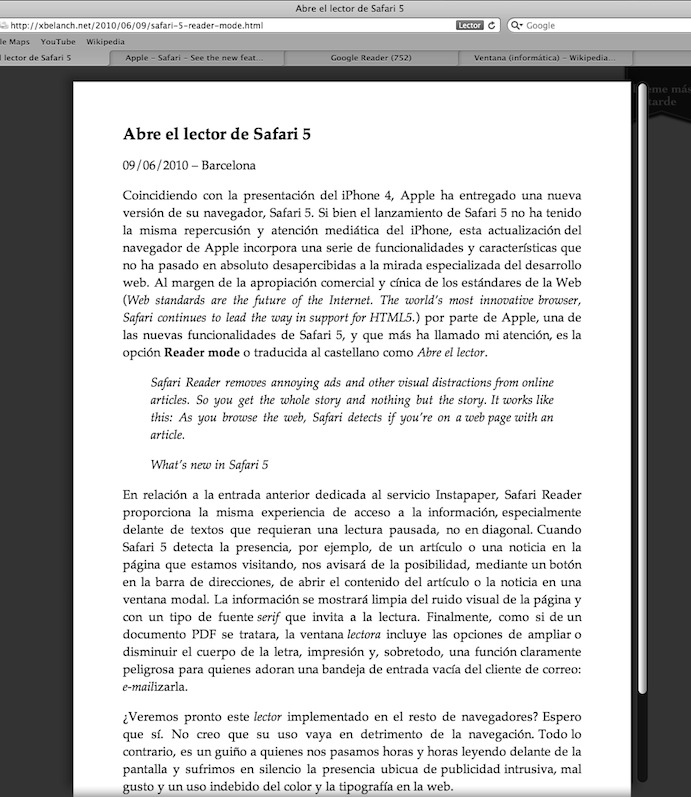 Abre el lector de Safari 5
http://xbelanch.net/2010/06/09/safari-5-reader-mode.html
Lector
Google
le Maps YouTube Wikipedia
l lector de Safari 5
Apple – Safari – See the new feat...
Google Reader (752)
Ventana (informática) – Wikipedia...
eme más
tarde
Abre el lector de Safari 5
09/06/2010 – Barcelona
Coincidiendo con la presentación del iPhone 4, Apple ha entregado una nueva
versión de su navegador, Safari 5. Si bien el lanzamiento de Safari 5 no ha tenido
la misma repercusión y atención mediática del iPhone, esta actualización del
navegador de Apple incorpora una serie de funcionalidades y características que
no ha pasado en absoluto desapercibidas a la mirada especializada del desarrollo
web. Al margen de la apropiación comercial y cínica de los estándares de la Web
(Web standards are the future of the Internet. The world's most innovative browser,
Safari continues to lead the way in support for HTML5.) por parte de Apple, una de
las nuevas funcionalidades de Safari 5, y que más ha llamado mi atención, es la
opción Reader mode o traducida al castellano como Abre el lector.
Safari Reader removes annoying ads and other visual distractions from online
articles. So you get the whole story and nothing but the story. It works like
this: As you browse the web, Safari detects if you're on a web page with an
article.
What's new in Safari 5
En relación a la entrada anterior dedicada al servicio Instapaper, Safari Reader
proporciona la misma experiencia de acceso a la información, especialmente
delante de textos que requieran una lectura pausada, no en diagonal. Cuando
Safari 5 detecta la presencia, por ejemplo, de un artículo o una noticia en la
página que estamos visitando, nos avisará de la posibilidad, mediante un botón
en la barra de direcciones, de abrir el contenido del artículo o la noticia en una
ventana modal. La información se mostrará limpia del ruido visual de la página y
con un tipo de fuente serif que invita a la lectura. Finalmente, como si de un
documento PDF se tratara, la ventana lectora incluye las opciones de ampliar o
disminuir el cuerpo de la letra, impresión y, sobretodo, una función claramente
peligrosa para quienes adoran una bandeja de entrada vacía del cliente de correo:
e-mailizarla.
¿Veremos pronto este lector implementado en el resto de navegadores? Espero
que sí. No creo que su uso vaya en detrimento de la navegación. Todo lo
contrario, es un guiño a quienes nos pasamos horas y horas leyendo delante de la
pantalla y sufrimos en silencio la presencia ubicua de publicidad intrusiva, mal
gusto y un uso indebido del color y la tipografía en la web.